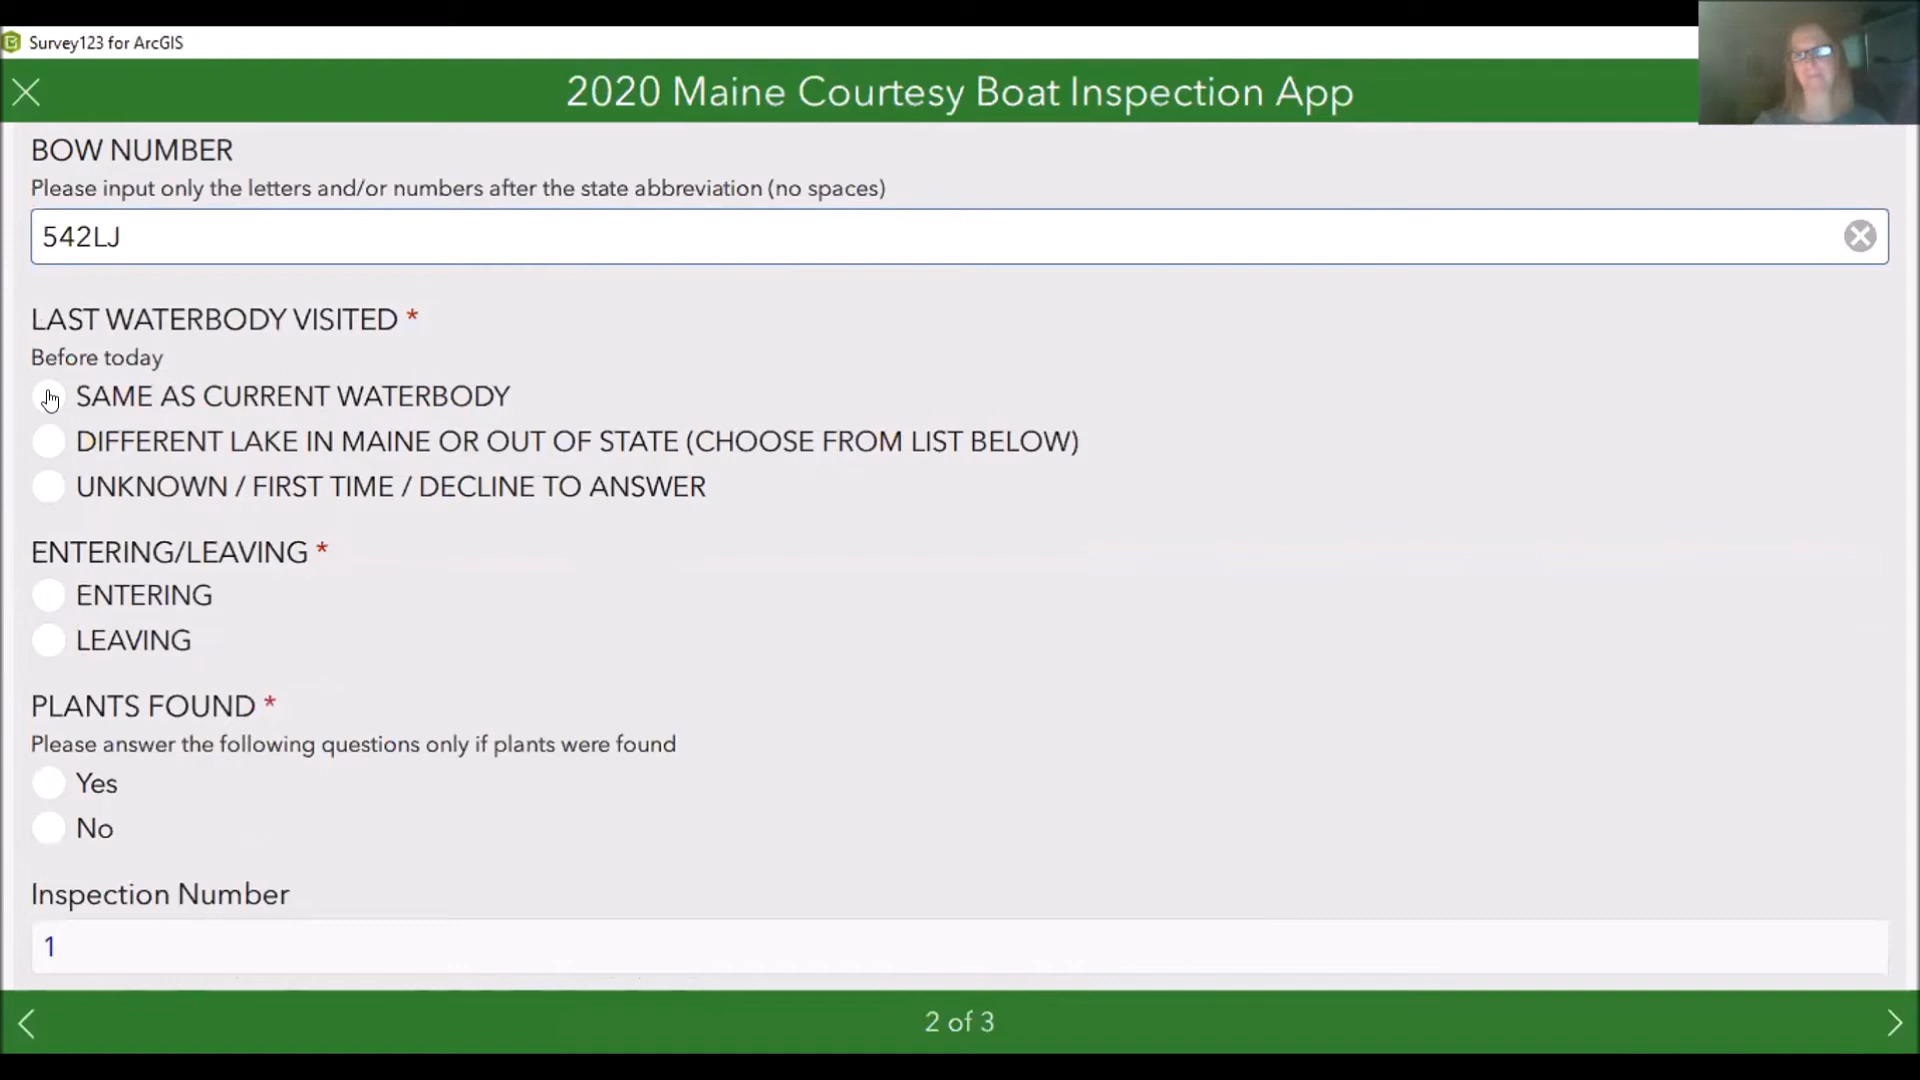 Survey123 for ArcGIS
2020 Maine Courtesy Boat Inspection App
BOW NUMBER
Please input only the letters and/or numbers after the state abbreviation (no spaces)
542LJ
LAST WATERBODY VISITED *
Before today
SAME AS CURRENT WATERBODY
DIFFERENT LAKE IN MAINE OR OUT OF STATE (CHOOSE FROM LIST BELOW)
UNKNOWN / FIRST TIME / DECLINE TO ANSWER
ENTERING/LEAVING *
ENTERING
LEAVING
PLANTS FOUND *
Please answer the following questions only if plants were found
Yes
No
Inspection Number
1
2 of 3